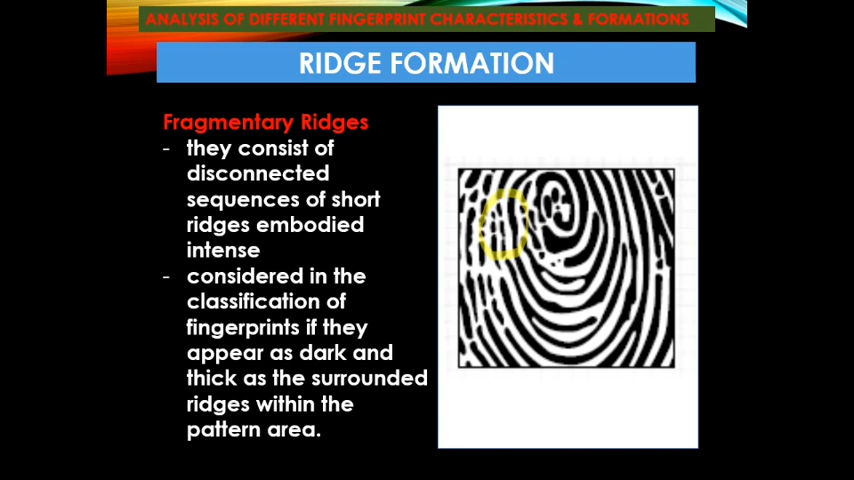 ANALYSIS OF DIFFERENT FINGERPRINT CHARACTERISTICS & FORMATIONS
RIDGE FORMATION
Fragmentary Ridges
- they consist of
disconnected
sequences of short
ridges embodied
intense
- considered in the
classification of
fingerprints if they
appear as dark and
thick as the surrounded
ridges within the
pattern area.